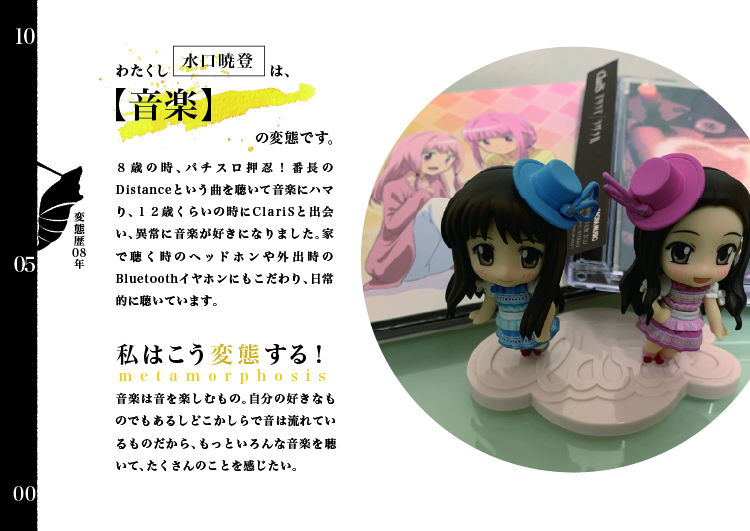 10
05
00
変態歴08年
わたくし 水口暁登 は、
【音楽】
の変態です。
8歳の時、パチスロ押忍！番長の
Distanceという曲を聴いて音楽にハマ
り、12歳くらいの時にClariSと出会
い、異常に音楽が好きになりました。家
で聴く時のヘッドホンや外出時の
Bluetoothイヤホンにもこだわり、日常
的に聴いています。
私はこう変態する！
metamorphosis
音楽は音を楽しむもの。自分の好きなも
のでもあるしどこかしらで音は流れてい
るものだから、もっといろんな音楽を聴
いて、たくさんのことを感じたい。
ClariS